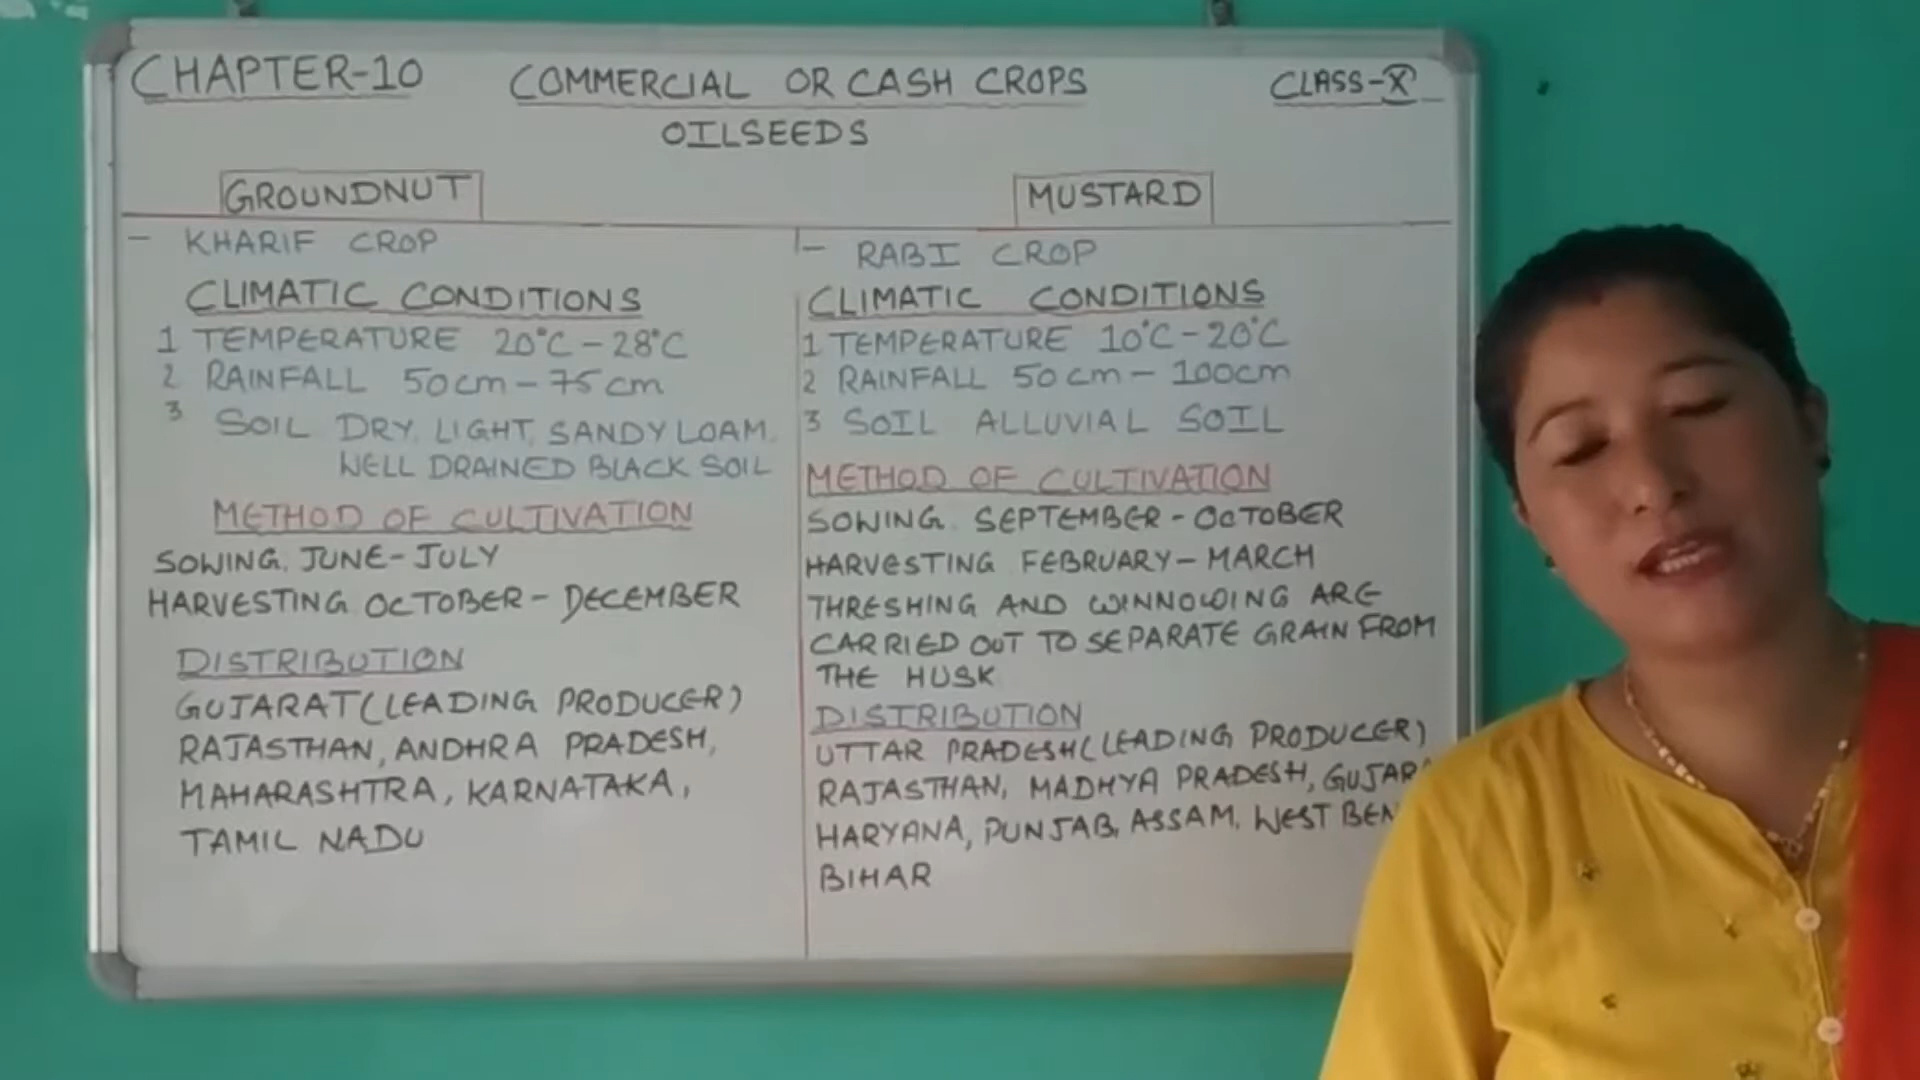 CHAPTER-10 COMMERCIAL OR CASH CROPS CLASS-X
OILSEEDS
GROUNDNUT
- KHARIF CROP
CLIMATIC CONDITIONS
1 TEMPERATURE 20°C-28°C
2 RAINFALL 50cm-75cm
3 SOIL DRY, LIGHT, SANDY LOAM,
WELL DRAINED BLACK SOIL
METHOD OF CULTIVATION
SOWING. JUNE-JULY
HARVESTING OCTOBER-DECEMBER
DISTRIBUTION
GUJARAT(LEADING PRODUCER)
RAJASTHAN, ANDHRA PRADESH,
MAHARASHTRA, KARNATAKA,
TAMIL NADU
MUSTARD
- RABI CROP
CLIMATIC CONDITIONS
1 TEMPERATURE 10°C-20°C
2 RAINFALL 50cm-100cm
3 SOIL ALLUVIAL SOIL
METHOD OF CULTIVATION
SOWING. SEPTEMBER-OCTOBER
HARVESTING FEBRUARY-MARCH
THRESHING AND WINNOWING ARE
CARRIED OUT TO SEPARATE GRAIN FROM
THE HUSK
DISTRIBUTION
UTTAR PRADESH(LEADING PRODUCER)
RAJASTHAN, MADHYA PRADESH, GUJAR
HARYANA, PUNJAB, ASSAM, WEST BEN
BIHAR